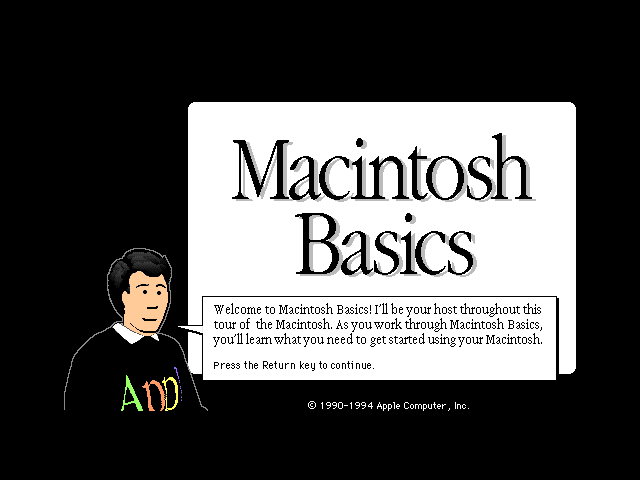 Macintosh
Basics
Welcome to Macintosh Basics! I'll be your host throughout this
tour of the Macintosh. As you work through Macintosh Basics,
you'll learn what you need to get started using your Macintosh.
Press the Return key to continue.
Appl
© 1990-1994 Apple Computer, Inc.